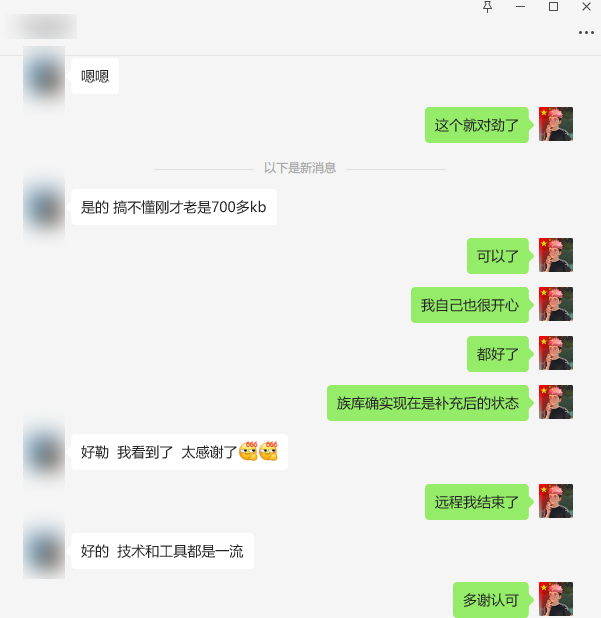 嗯嗯
这个就对劲了
以下是新消息
是的 搞不懂刚才老是700多kb
可以了
我自己也很开心
都好了
族库确实现在是补充后的状态
好勒 我看到了 太感谢了
远程我结束了
好的 技术和工具都是一流
多谢认可